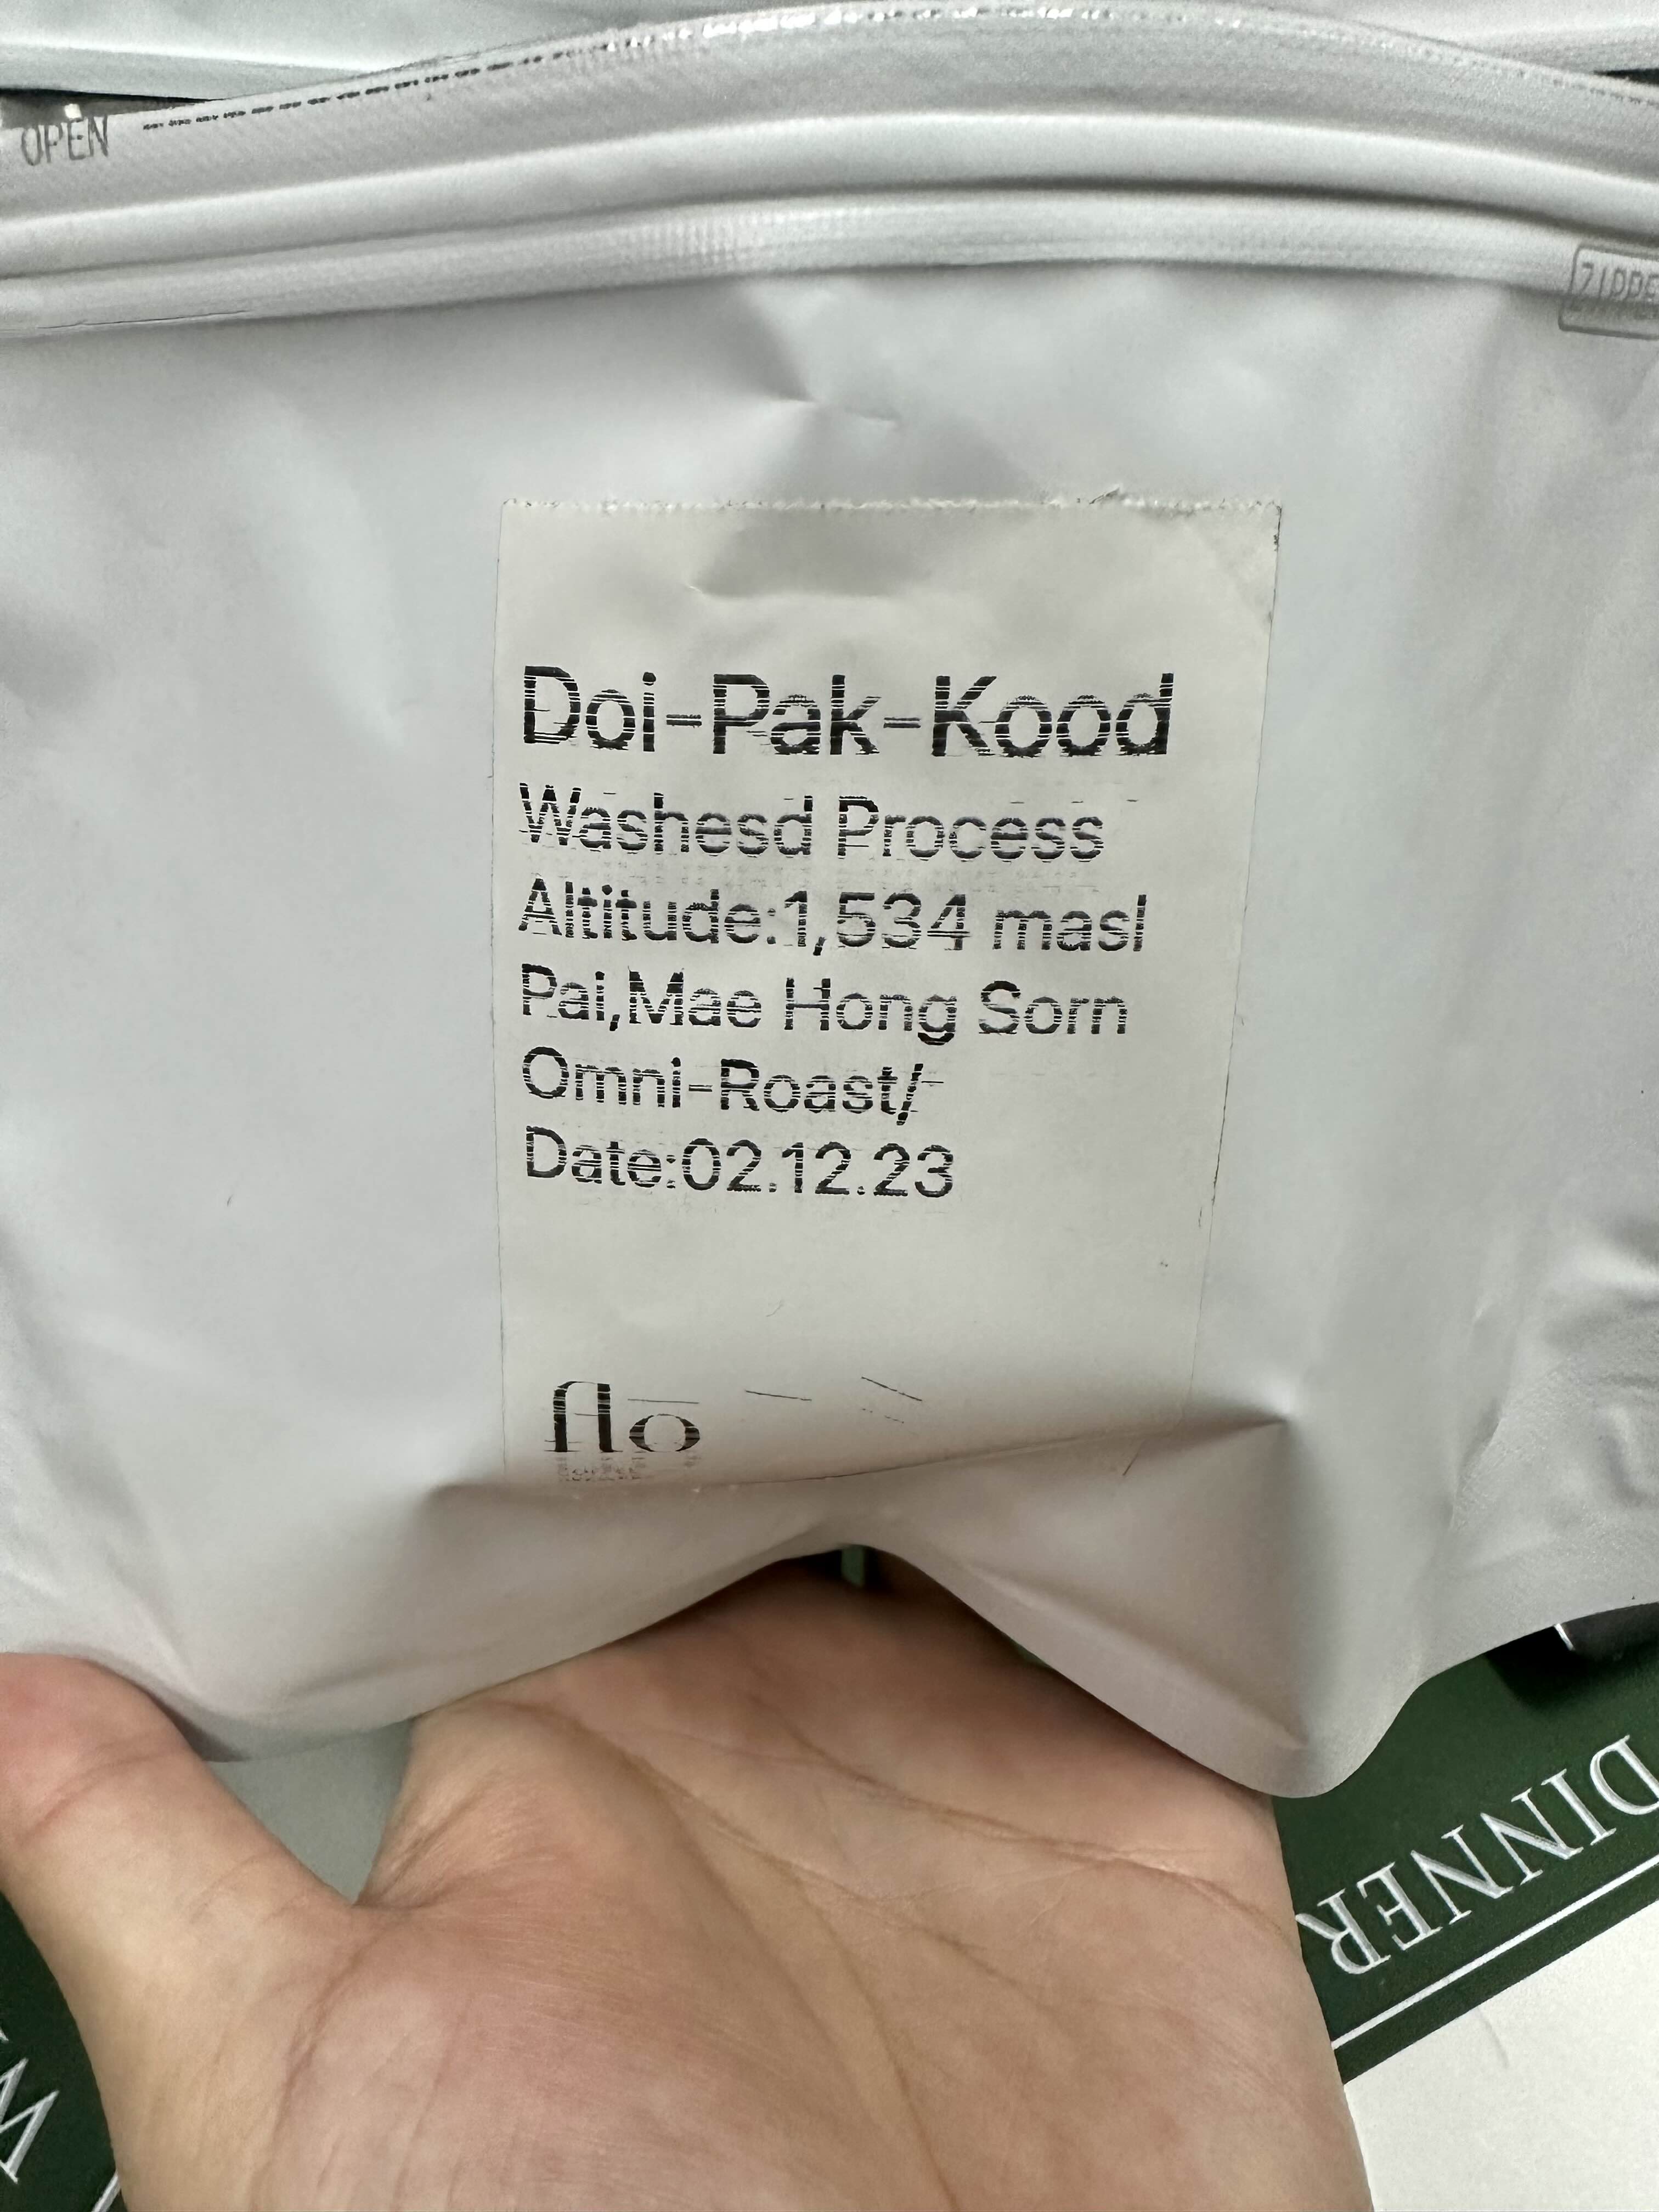 OPEN
ZIPPE
Doi-Pak-Kood
Washesd Process
Altitude:1,534 masl
Pai,Mae Hong Sorn
Omni-Roast/
Date:02.12.23
flo
DINNER